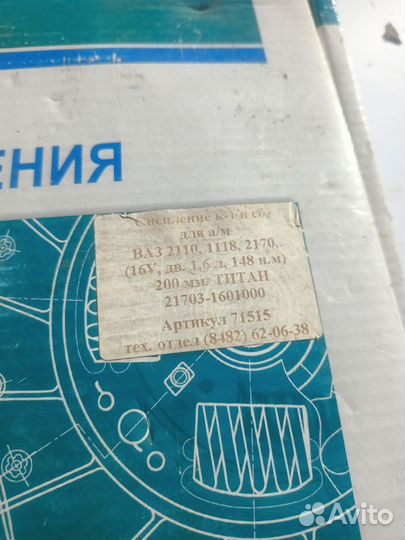 ЕНИЯ
Сцепление к-т в сб.
для а/м
ВАЗ 2110, 1118, 2170,
(16V, дв. 1,6 л, 148 н.м)
200 мм. ТИТАН
21703-1601000
Артикул 71515
тех. отдел (8482) 62-06-38
Avito